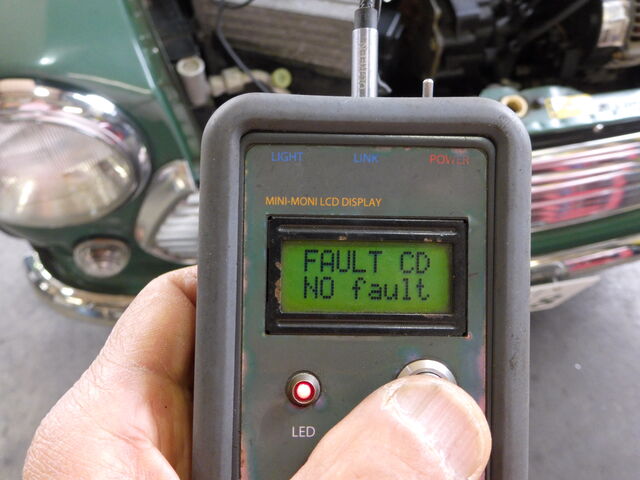 LIGHT LINK POWER
MINI-MONI LCD DISPLAY
FAULT CD
NO fault
LED